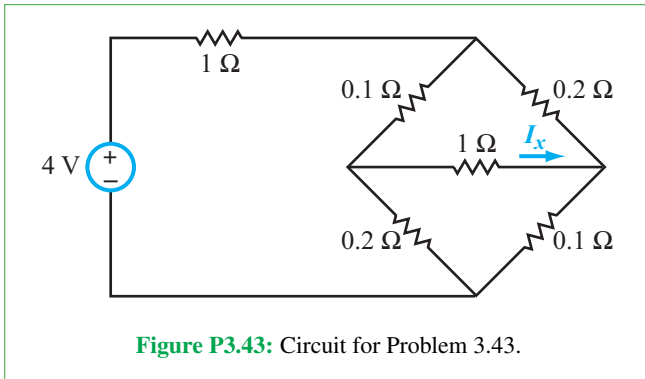 1 Ω
0.1 Ω
0.2 Ω
1 Ω
Ix
4 V
+
−
0.2 Ω
0.1 Ω
Figure P3.43: Circuit for Problem 3.43.